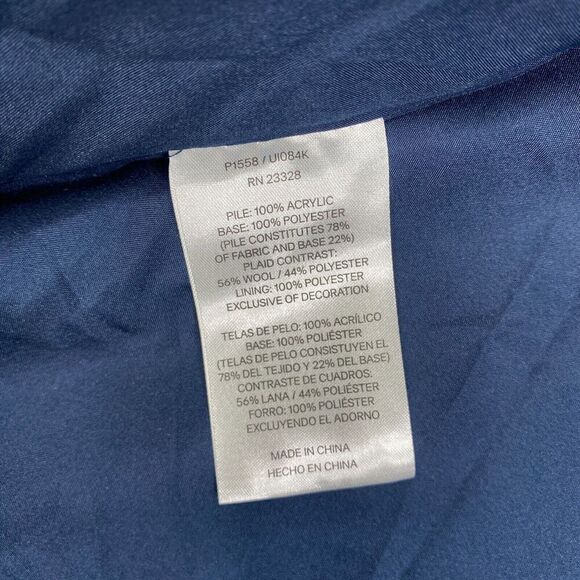 P1558 / UI084K
RN 23328
PILE: 100% ACRYLIC
BASE: 100% POLYESTER
(PILE CONSTITUTES 78%
OF FABRIC AND BASE 22%)
PLAID CONTRAST:
56% WOOL / 44% POLYESTER
LINING: 100% POLYESTER
EXCLUSIVE OF DECORATION
TELAS DE PELO: 100% ACRÍLICO
BASE: 100% POLIÉSTER
(TELAS DE PELO CONSISTUYEN EL
78% DEL TEJIDO Y 22% DEL BASE)
CONTRASTE DE CUADROS:
56% LANA / 44% POLIÉSTER
FORRO: 100% POLIÉSTER
EXCLUYENDO EL ADORNO
MADE IN CHINA
HECHO EN CHINA